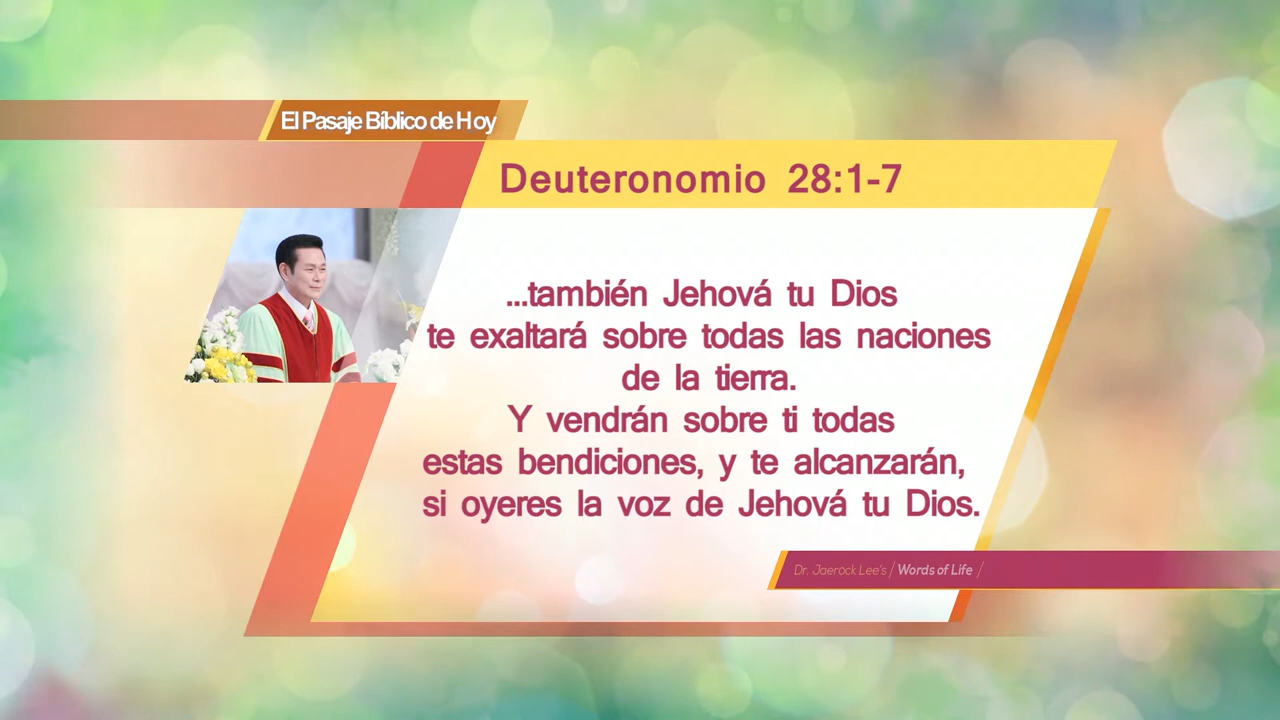 El Pasaje Bíblico de Hoy
Deuteronomio 28:1-7
...también Jehová tu Dios
te exaltará sobre todas las naciones
de la tierra.
Y vendrán sobre ti todas
estas bendiciones, y te alcanzarán,
si oyeres la voz de Jehová tu Dios.
Dr. Jaerock Lee's / Words of Life /